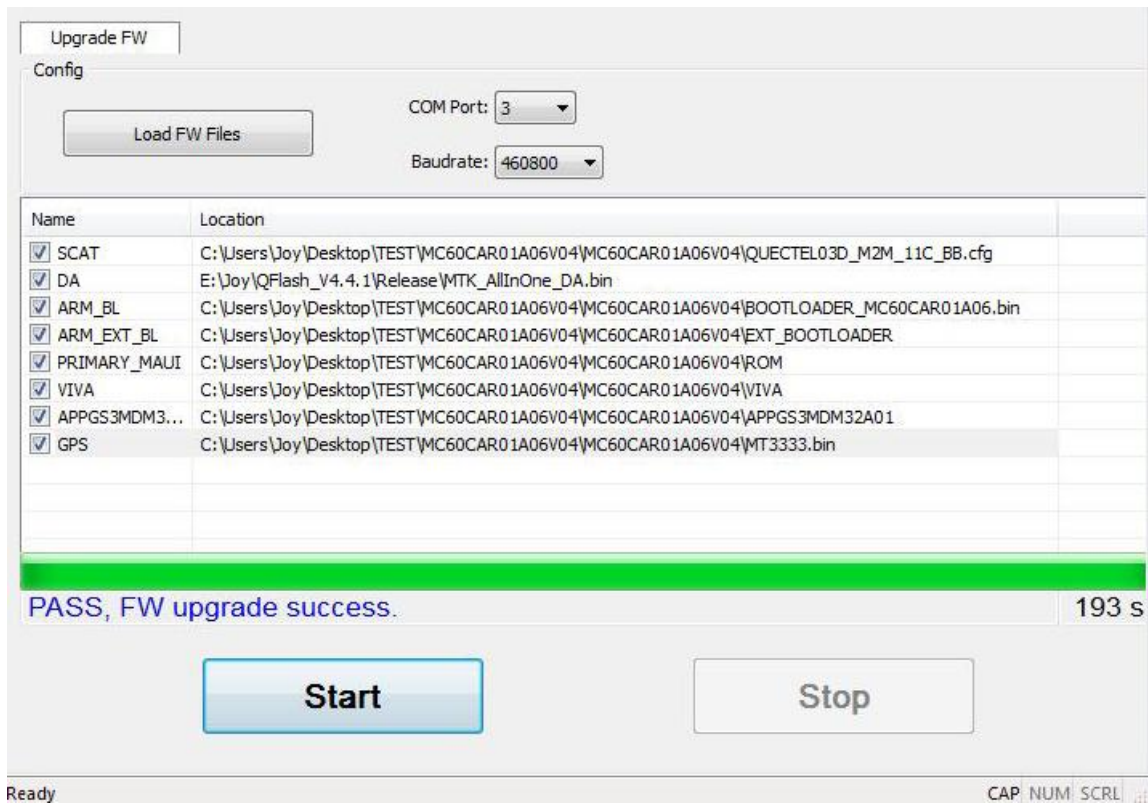 Upgrade FW
Config
Load FW Files
COM Port: 3
Baudrate: 460800
Name Location
SCAT C:\Users\Joy\Desktop\TEST\MC60CAR01A06V04\MC60CAR01A06V04\QUECTEL03D_M2M_11C_BB.cfg
DA E:\Joy\QFlash_V4.4.1\Release\MTK_AllInOne_DA.bin
ARM_BL C:\Users\Joy\Desktop\TEST\MC60CAR01A06V04\MC60CAR01A06V04\BOOTLOADER_MC60CAR01A06.bin
ARM_EXT_BL C:\Users\Joy\Desktop\TEST\MC60CAR01A06V04\MC60CAR01A06V04\EXT_BOOTLOADER
PRIMARY_MAUI C:\Users\Joy\Desktop\TEST\MC60CAR01A06V04\MC60CAR01A06V04\ROM
VIVA C:\Users\Joy\Desktop\TEST\MC60CAR01A06V04\MC60CAR01A06V04\VIVA
APPGS3MDM3... C:\Users\Joy\Desktop\TEST\MC60CAR01A06V04\MC60CAR01A06V04\APPGS3MDM32A01
GPS C:\Users\Joy\Desktop\TEST\MC60CAR01A06V04\MC60CAR01A06V04\MT3333.bin
PASS, FW upgrade success. 193 s
Start Stop
Ready CAP NUM SCRL